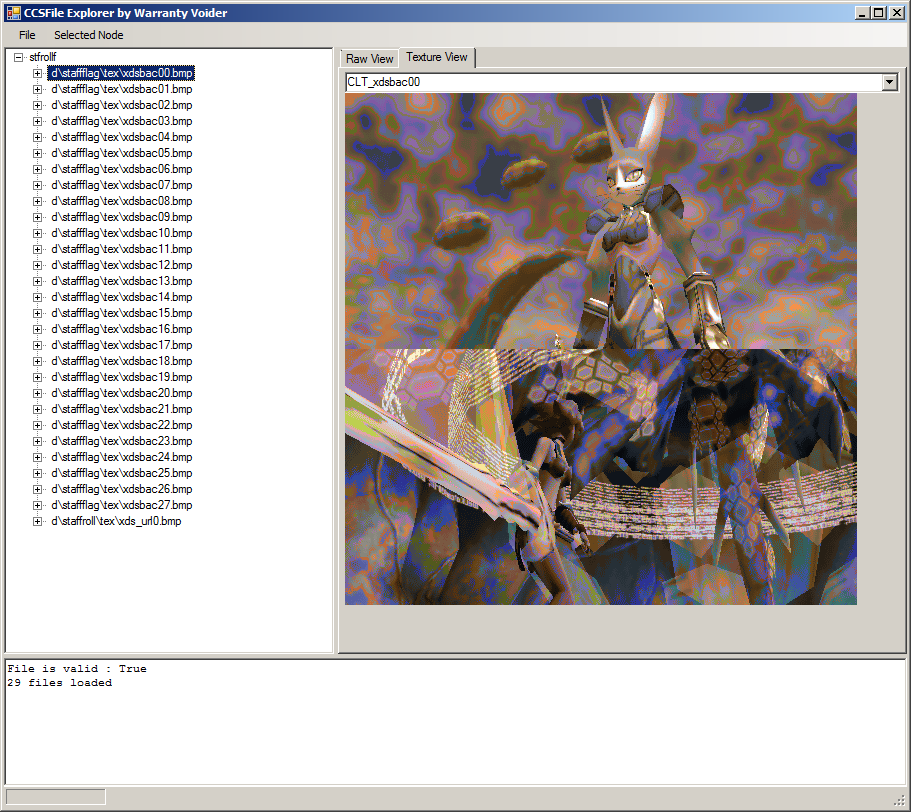 CCSFile Explorer by Warranty Voider
File Selected Node
stfrollf
d\staffflag\tex\xdsbac00.bmp
d\staffflag\tex\xdsbac01.bmp
d\staffflag\tex\xdsbac02.bmp
d\staffflag\tex\xdsbac03.bmp
d\staffflag\tex\xdsbac04.bmp
d\staffflag\tex\xdsbac05.bmp
d\staffflag\tex\xdsbac06.bmp
d\staffflag\tex\xdsbac07.bmp
d\staffflag\tex\xdsbac08.bmp
d\staffflag\tex\xdsbac09.bmp
d\staffflag\tex\xdsbac10.bmp
d\staffflag\tex\xdsbac11.bmp
d\staffflag\tex\xdsbac12.bmp
d\staffflag\tex\xdsbac13.bmp
d\staffflag\tex\xdsbac14.bmp
d\staffflag\tex\xdsbac15.bmp
d\staffflag\tex\xdsbac16.bmp
d\staffflag\tex\xdsbac17.bmp
d\staffflag\tex\xdsbac18.bmp
d\staffflag\tex\xdsbac19.bmp
d\staffflag\tex\xdsbac20.bmp
d\staffflag\tex\xdsbac21.bmp
d\staffflag\tex\xdsbac22.bmp
d\staffflag\tex\xdsbac23.bmp
d\staffflag\tex\xdsbac24.bmp
d\staffflag\tex\xdsbac25.bmp
d\staffflag\tex\xdsbac26.bmp
d\staffflag\tex\xdsbac27.bmp
d\staffroll\tex\xds_url0.bmp
Raw View Texture View
CLT_xdsbac00
File is valid : True
29 files loaded